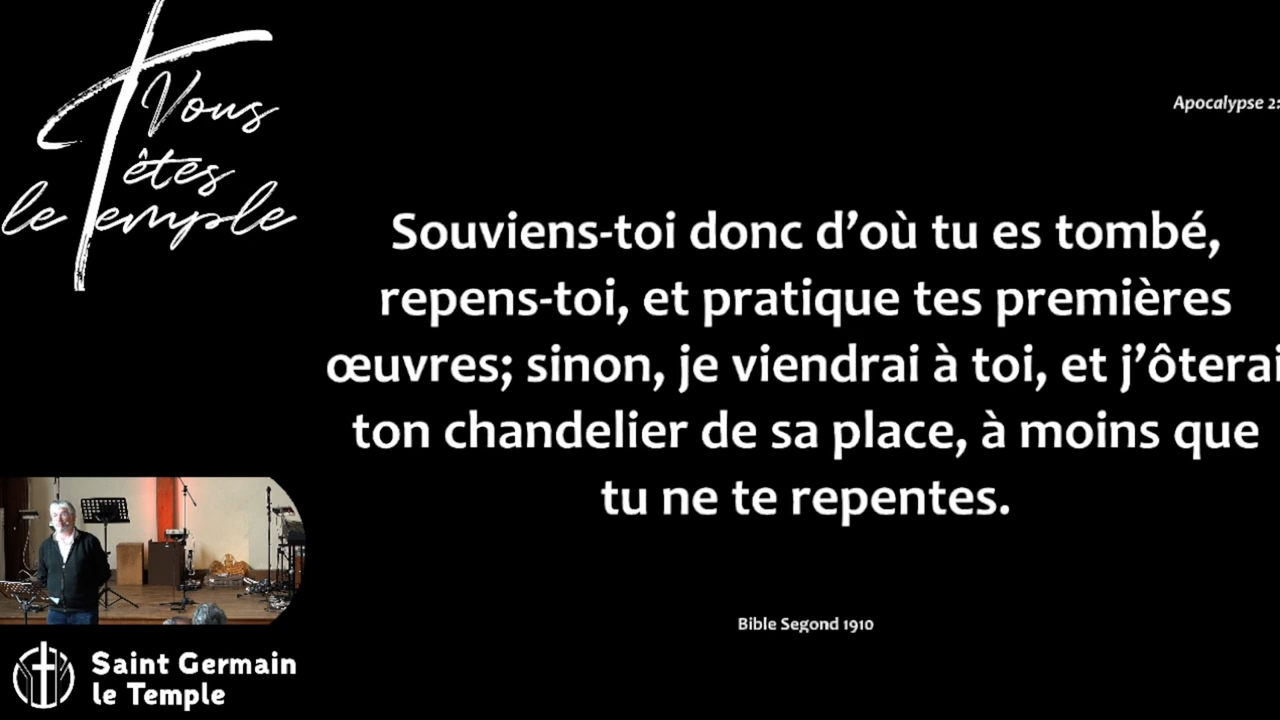 Vous
êtes
le Temple
Apocalypse 2:
Souviens-toi donc d’où tu es tombé,
repens-toi, et pratique tes premières
œuvres; sinon, je viendrai à toi, et j’ôterai
ton chandelier de sa place, à moins que
tu ne te repentes.
Bible Segond 1910
Saint Germain
le Temple